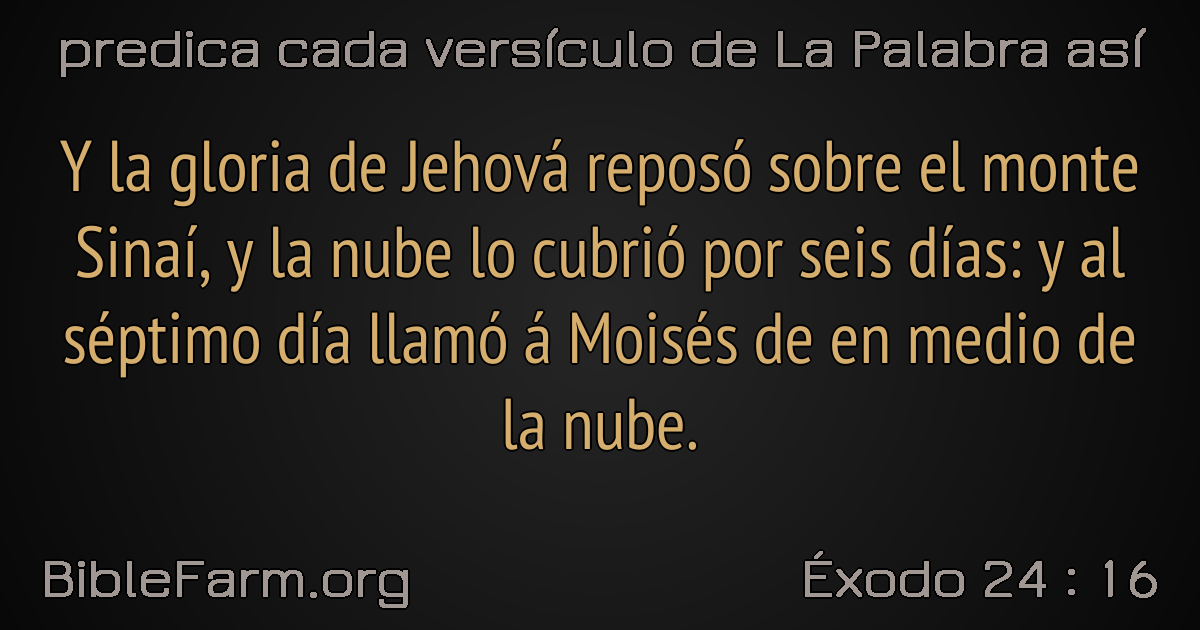 predica cada versículo de La Palabra así
Y la gloria de Jehová reposó sobre el monte
Sinaí, y la nube lo cubrió por seis días: y al
séptimo día llamó á Moisés de en medio de
la nube.
BibleFarm.org
Éxodo 24 : 16